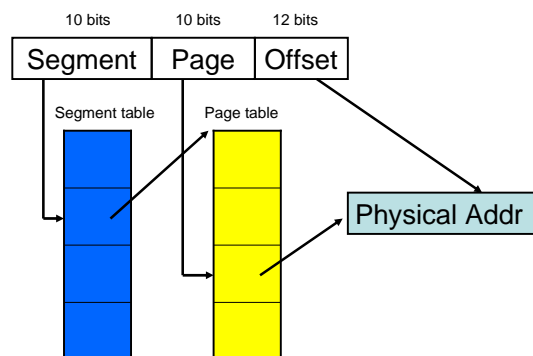 10 bits 10 bits 12 bits
Segment Page Offset
Segment table Page table
Physical Addr